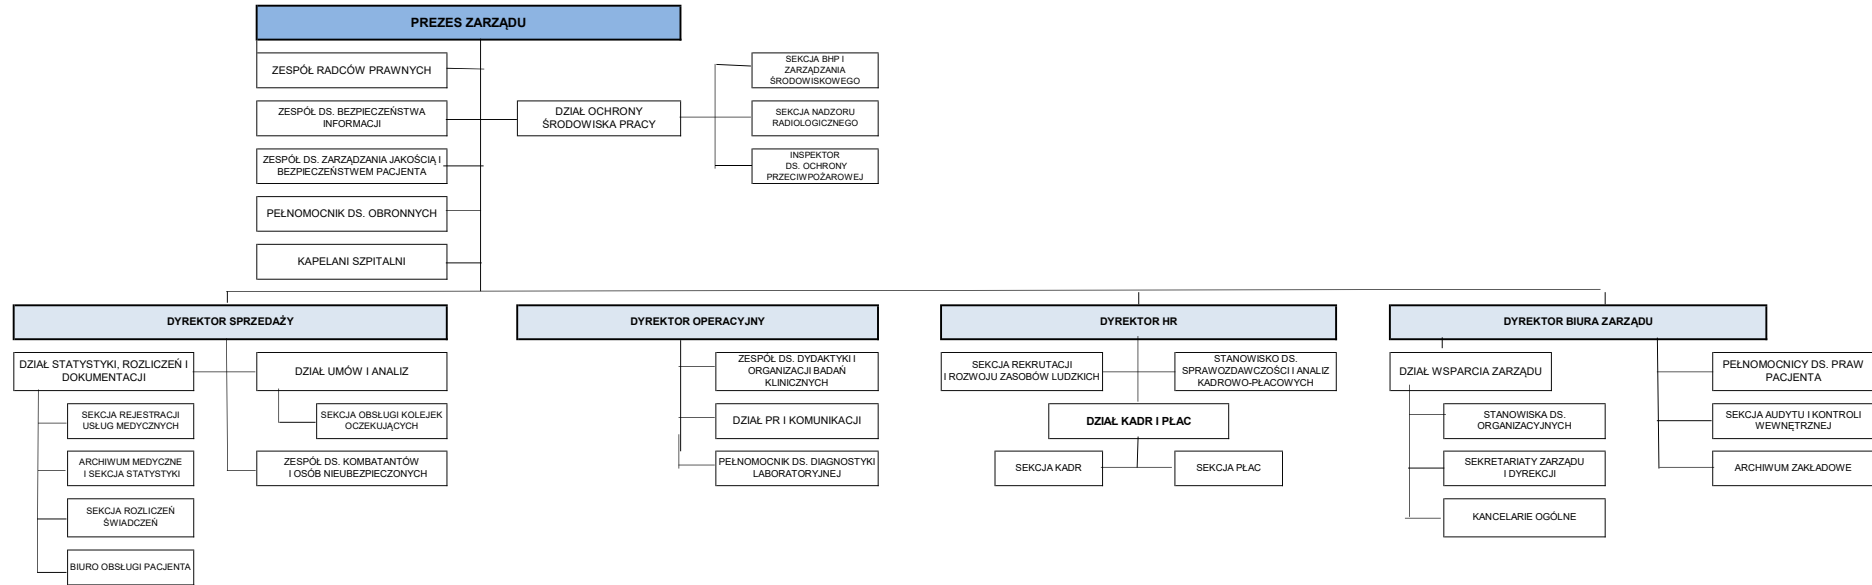 PREZES ZARZĄDU
ZESPÓŁ RADCÓW PRAWNYCH
SEKCJA BHP I
ZARZĄDZANIA
ŚRODOWISKOWEGO
ZESPÓŁ DS. BEZPIECZEŃSTWA
INFORMACJI
DZIAŁ OCHRONY
ŚRODOWISKA PRACY
SEKCJA NADZORU
RADIOLOGICZNEGO
ZESPÓŁ DS. ZARZĄDZANIA JAKOŚCIĄ I
BEZPIECZEŃSTWEM PACJENTA
INSPEKTOR
DS. OCHRONY
PRZECIWPOŻAROWEJ
PEŁNOMOCNIK DS. OBRONNYCH
KAPELANI SZPITALNI
DYREKTOR SPRZEDAŻY
DYREKTOR OPERACYJNY
DYREKTOR HR
DYREKTOR BIURA ZARZĄDU
DZIAŁ STATYSTYKI, ROZLICZEŃ I
DOKUMENTACJI
DZIAŁ UMÓW I ANALIZ
SEKCJA REJESTRACJI
USŁUG MEDYCZNYCH
SEKCJA OBSŁUGI KOLEJEK
OCZEKUJĄCYCH
ARCHIWUM MEDYCZNE
I SEKCJA STATYSTYKI
ZESPÓŁ DS. KOMBATANTÓW
I OSÓB NIEUBEZPIECZONYCH
SEKCJA ROZLICZEŃ
ŚWIADCZEŃ
BIURO OBSŁUGI PACJENTA
ZESPÓŁ DS. DYDAKTYKI I
ORGANIZACJI BADAŃ
KLINICZNYCH
DZIAŁ PR I KOMUNIKACJI
PEŁNOMOCNIK DS. DIAGNOSTYKI
LABORATORYJNEJ
SEKCJA REKRUTACJI
I ROZWOJU ZASOBÓW LUDZKICH
STANOWISKO DS.
SPRAWOZDAWCZOŚCI I ANALIZ
KADROWO-PŁACOWYCH
DZIAŁ KADR I PŁAC
SEKCJA KADR
SEKCJA PŁAC
DZIAŁ WSPARCIA ZARZĄDU
PEŁNOMOCNICY DS. PRAW
PACJENTA
STANOWISKA DS.
ORGANIZACYJNYCH
SEKCJA AUDYTU I KONTROLI
WEWNĘTRZNEJ
SEKRETARIATY ZARZĄDU
I DYREKCJI
ARCHIWUM ZAKŁADOWE
KANCELARIE OGÓLNE